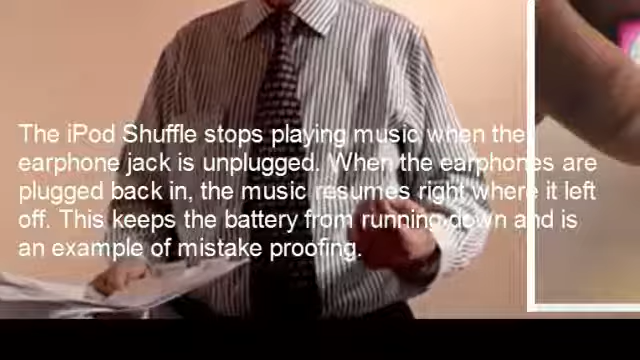 The iPod Shuffle stops playing music when the
earphone jack is unplugged. When the earphones are
plugged back in, the music resumes right where it left
off. This keeps the battery from running down and is
an example of mistake proofing.